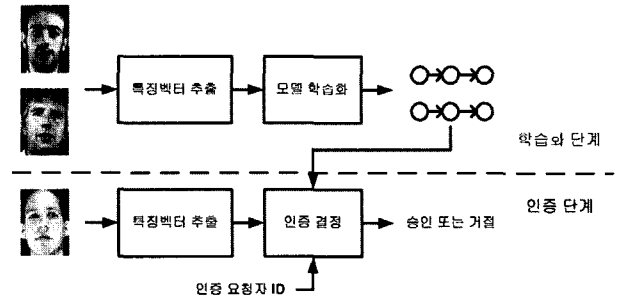 특징벡터 추출
모델 학습화
학습화 단계
인증 단계
특징벡터 추출
인증 결정
승인 또는 거절
인증 요청자 ID